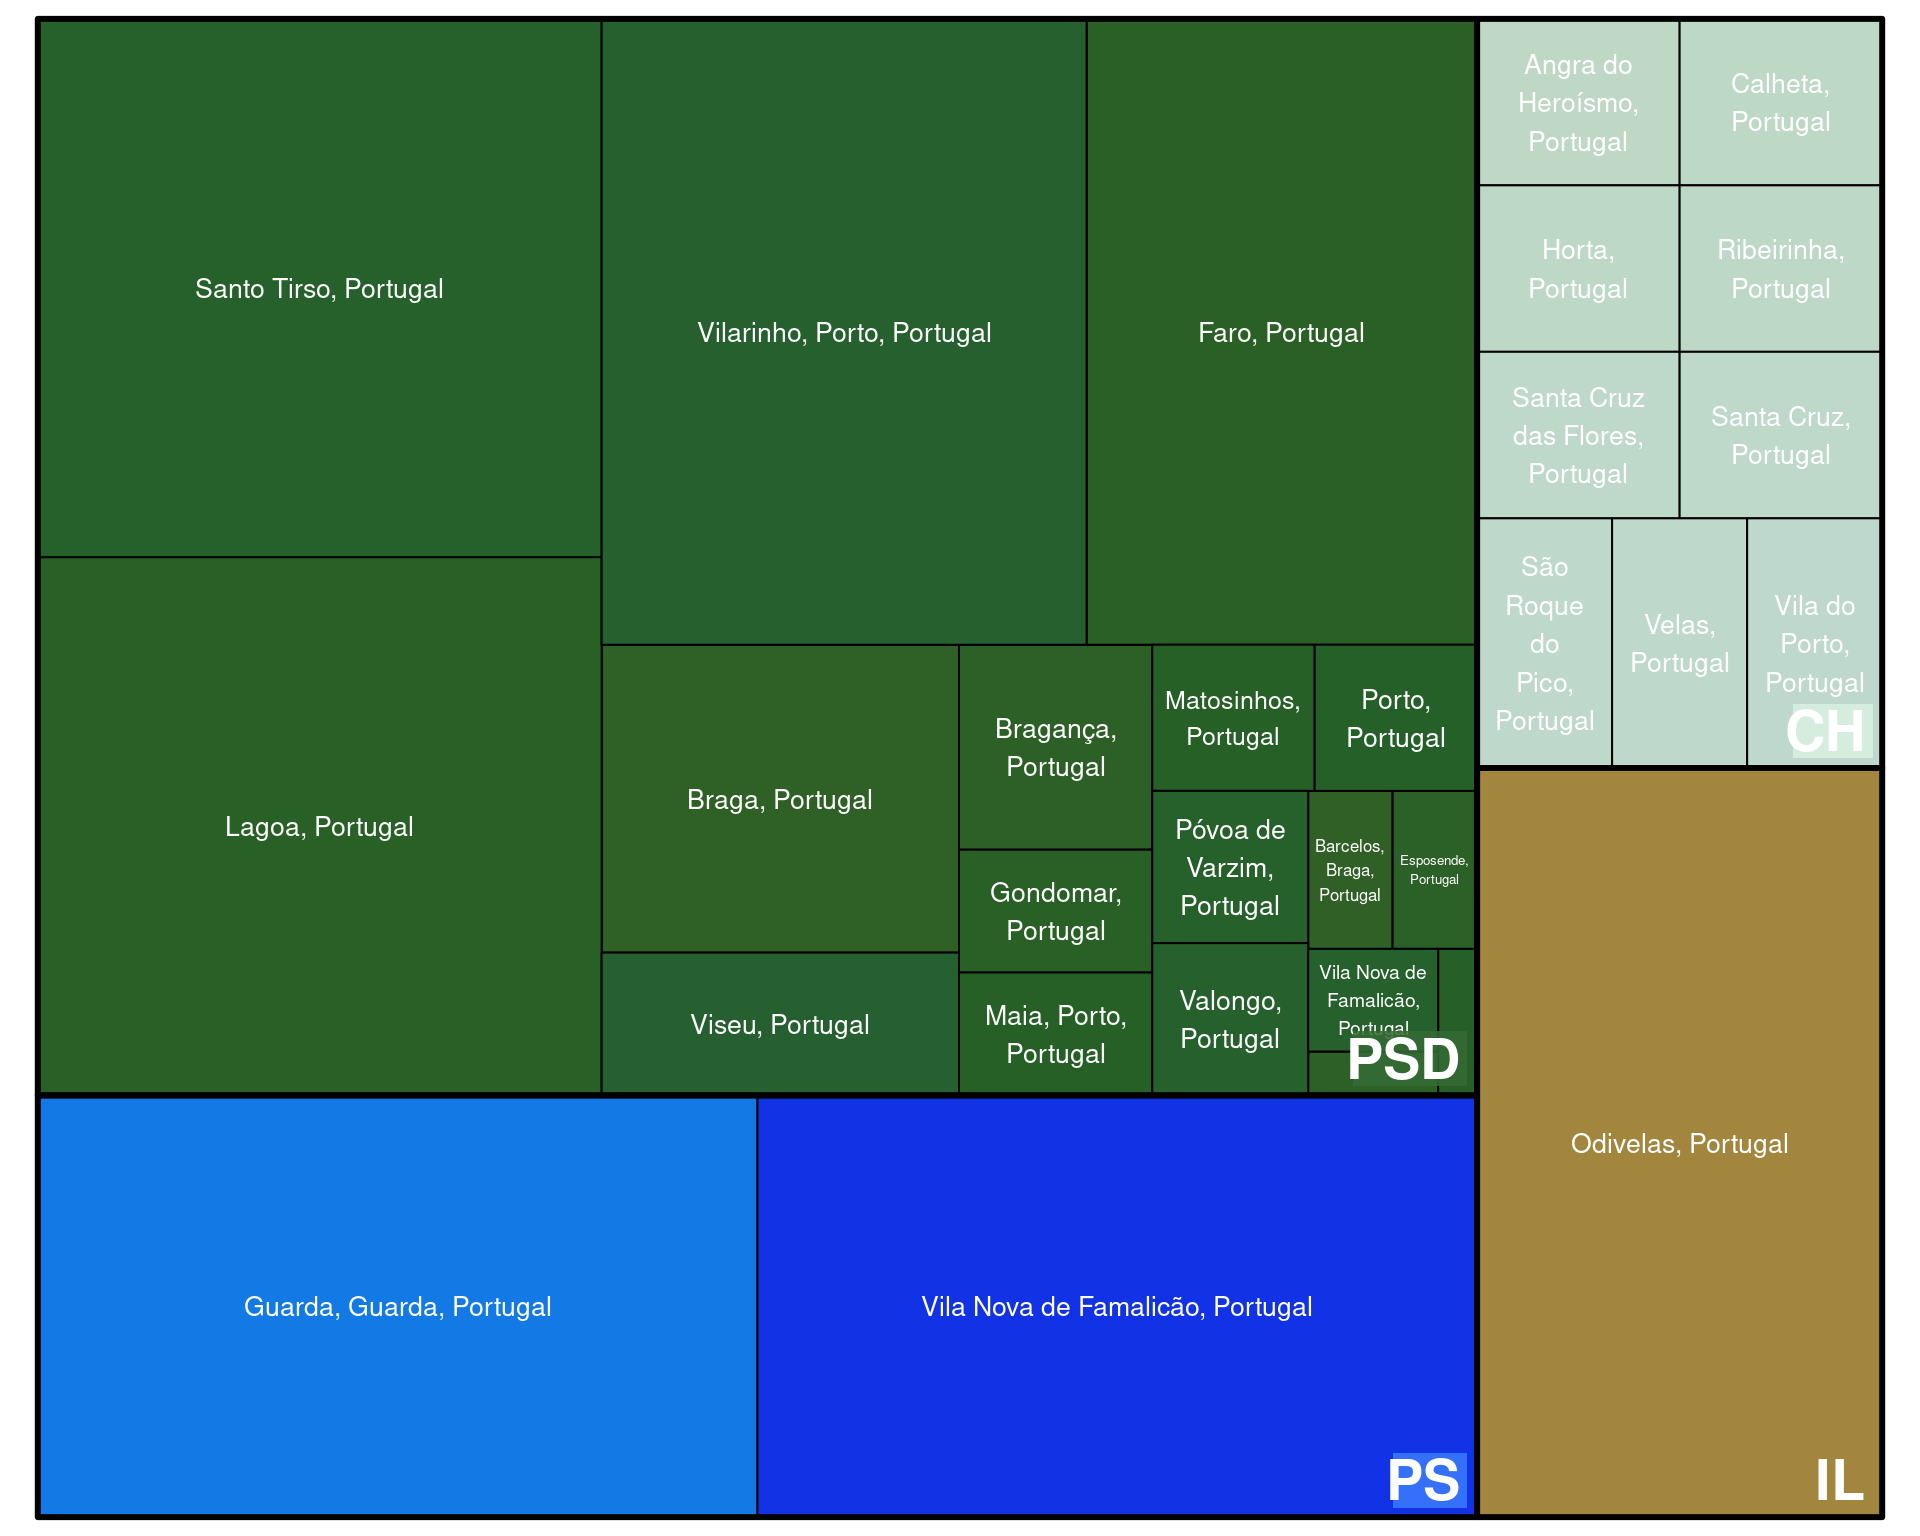 Santo Tirso, Portugal
Vilarinho, Porto, Portugal
Faro, Portugal
Lagoa, Portugal
Braga, Portugal
Viseu, Portugal
Bragança,
Portugal
Gondomar,
Portugal
Maia, Porto,
Portugal
Matosinhos,
Portugal
Porto,
Portugal
Póvoa de
Varzim,
Portugal
Valongo,
Portugal
Barcelos,
Braga,
Portugal
Esposende,
Portugal
Vila Nova de
Famalicão,
Portugal
PSD
Guarda, Guarda, Portugal
Vila Nova de Famalicão, Portugal
PS
Angra do
Heroísmo,
Portugal
Calheta,
Portugal
Horta,
Portugal
Ribeirinha,
Portugal
Santa Cruz
das Flores,
Portugal
Santa Cruz,
Portugal
São
Roque
do
Pico,
Portugal
Velas,
Portugal
Vila do
Porto,
Portugal
CH
Odivelas, Portugal
IL